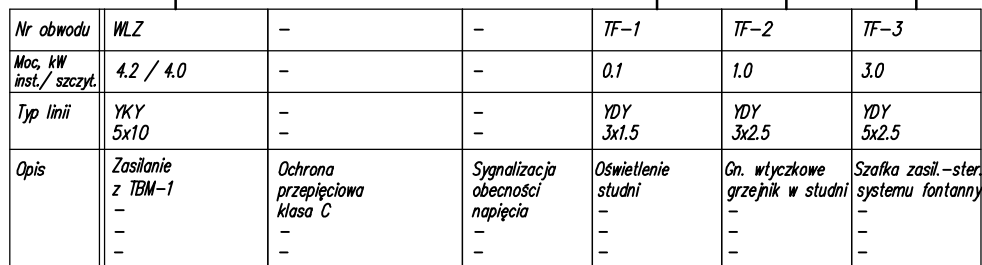 Nr obwodu WLZ - - TF-1 TF-2 TF-3
Moc, kW
inst./ szczyt. 4.2 / 4.0 - - 0.1 1.0 3.0
Typ linii YKY - - YDY YDY YDY
5x10 - - 3x1.5 3x2.5 5x2.5
Opis Zasilanie Ochrona Sygnalizacja Oświetlenie Gn. wtyczkowe Szafka zasil.-ster.
z TBM-1 przepięciowa obecności studni grzejnik w studni systemu fontanny
- klasa C napięcia - - -
- - - - - -
- - - - - -